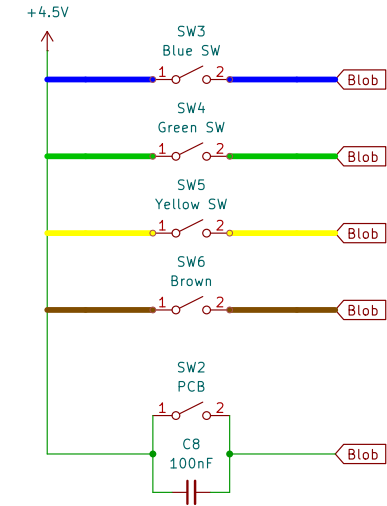 +4.5V
SW3
Blue SW
1 2 Blob
SW4
Green SW
1 2 Blob
SW5
Yellow SW
1 2 Blob
SW6
Brown
1 2 Blob
SW2
PCB
1 2
C8
100nF
Blob